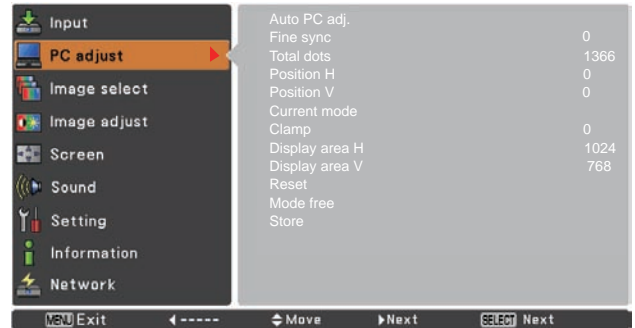 Input
PC adjust
Image select
Image adjust
Screen
Sound
Setting
Information
Network
Auto PC adj.
Fine sync 0
Total dots 1366
Position H 0
Position V 0
Current mode
Clamp 0
Display area H 1024
Display area V 768
Reset
Mode free
Store
MENU Exit ◀----- ◆Move ▶Next SELECT Next